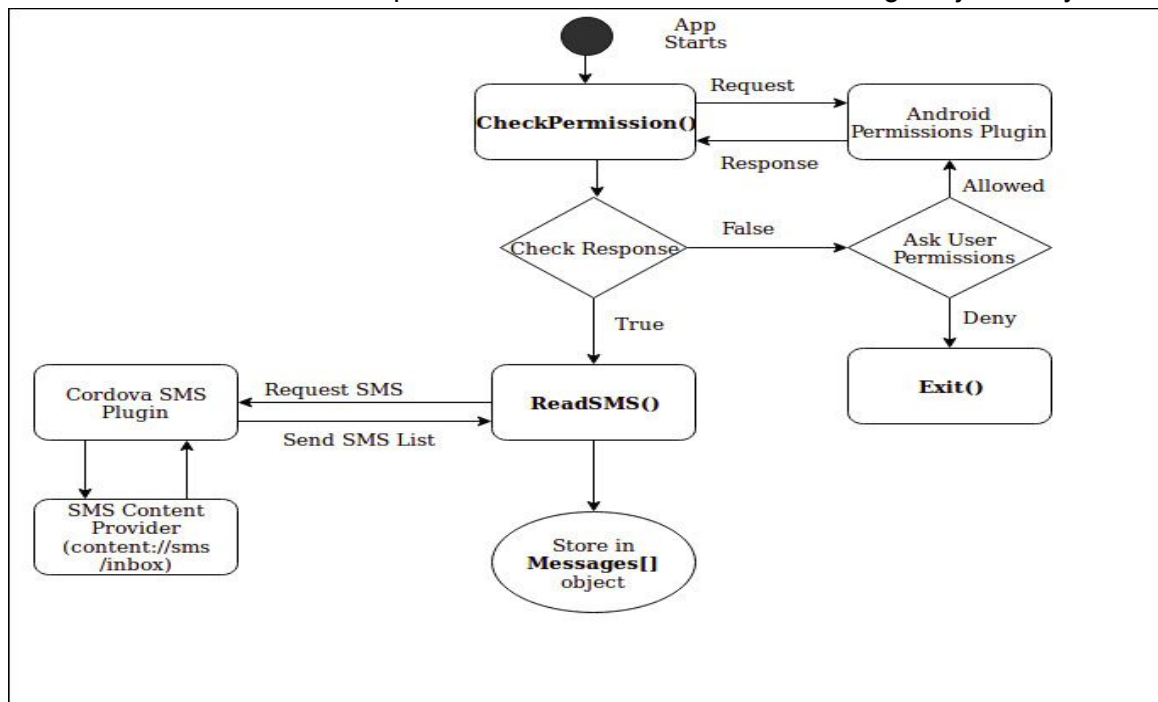 App
Starts
Request
CheckPermission()
Android
Permissions Plugin
Response
Allowed
False
Check Response
Ask User
Permissions
True
Deny
Cordova SMS
Plugin
Request SMS
ReadSMS()
Exit()
Send SMS List
SMS Content
Provider
(content://sms
/inbox)
Store in
Messages[]
object